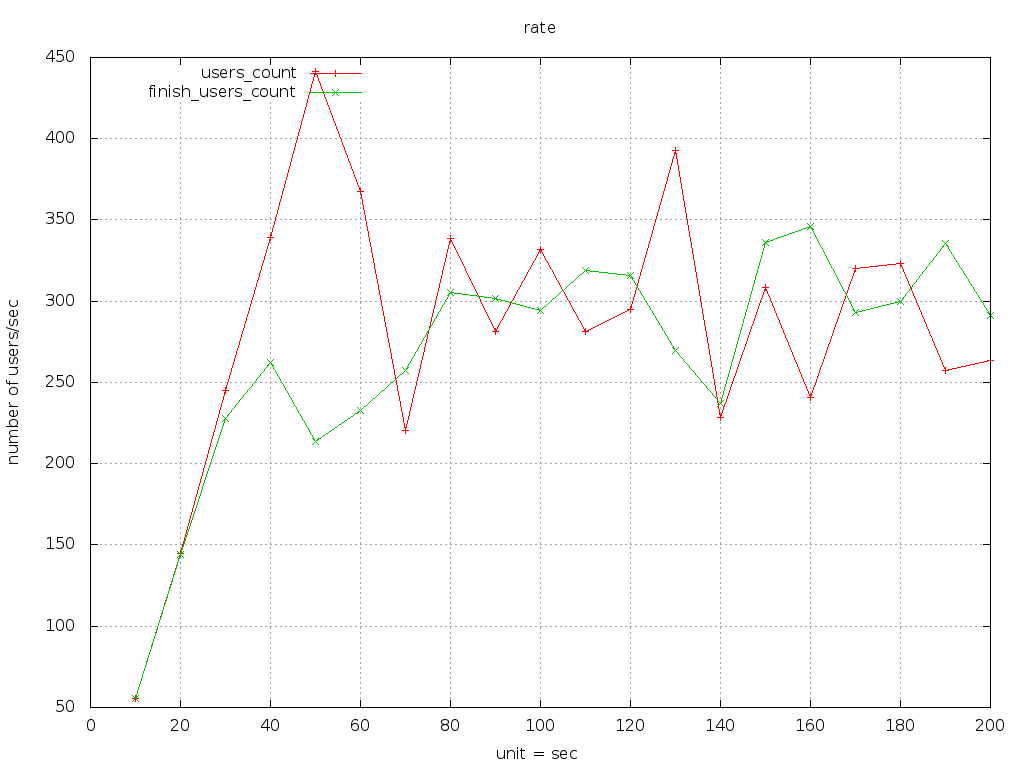 rate
users_count
finish_users_count
450
400
350
300
250
200
150
100
50
number of users/sec
0 20 40 60 80 100 120 140 160 180 200
unit = sec